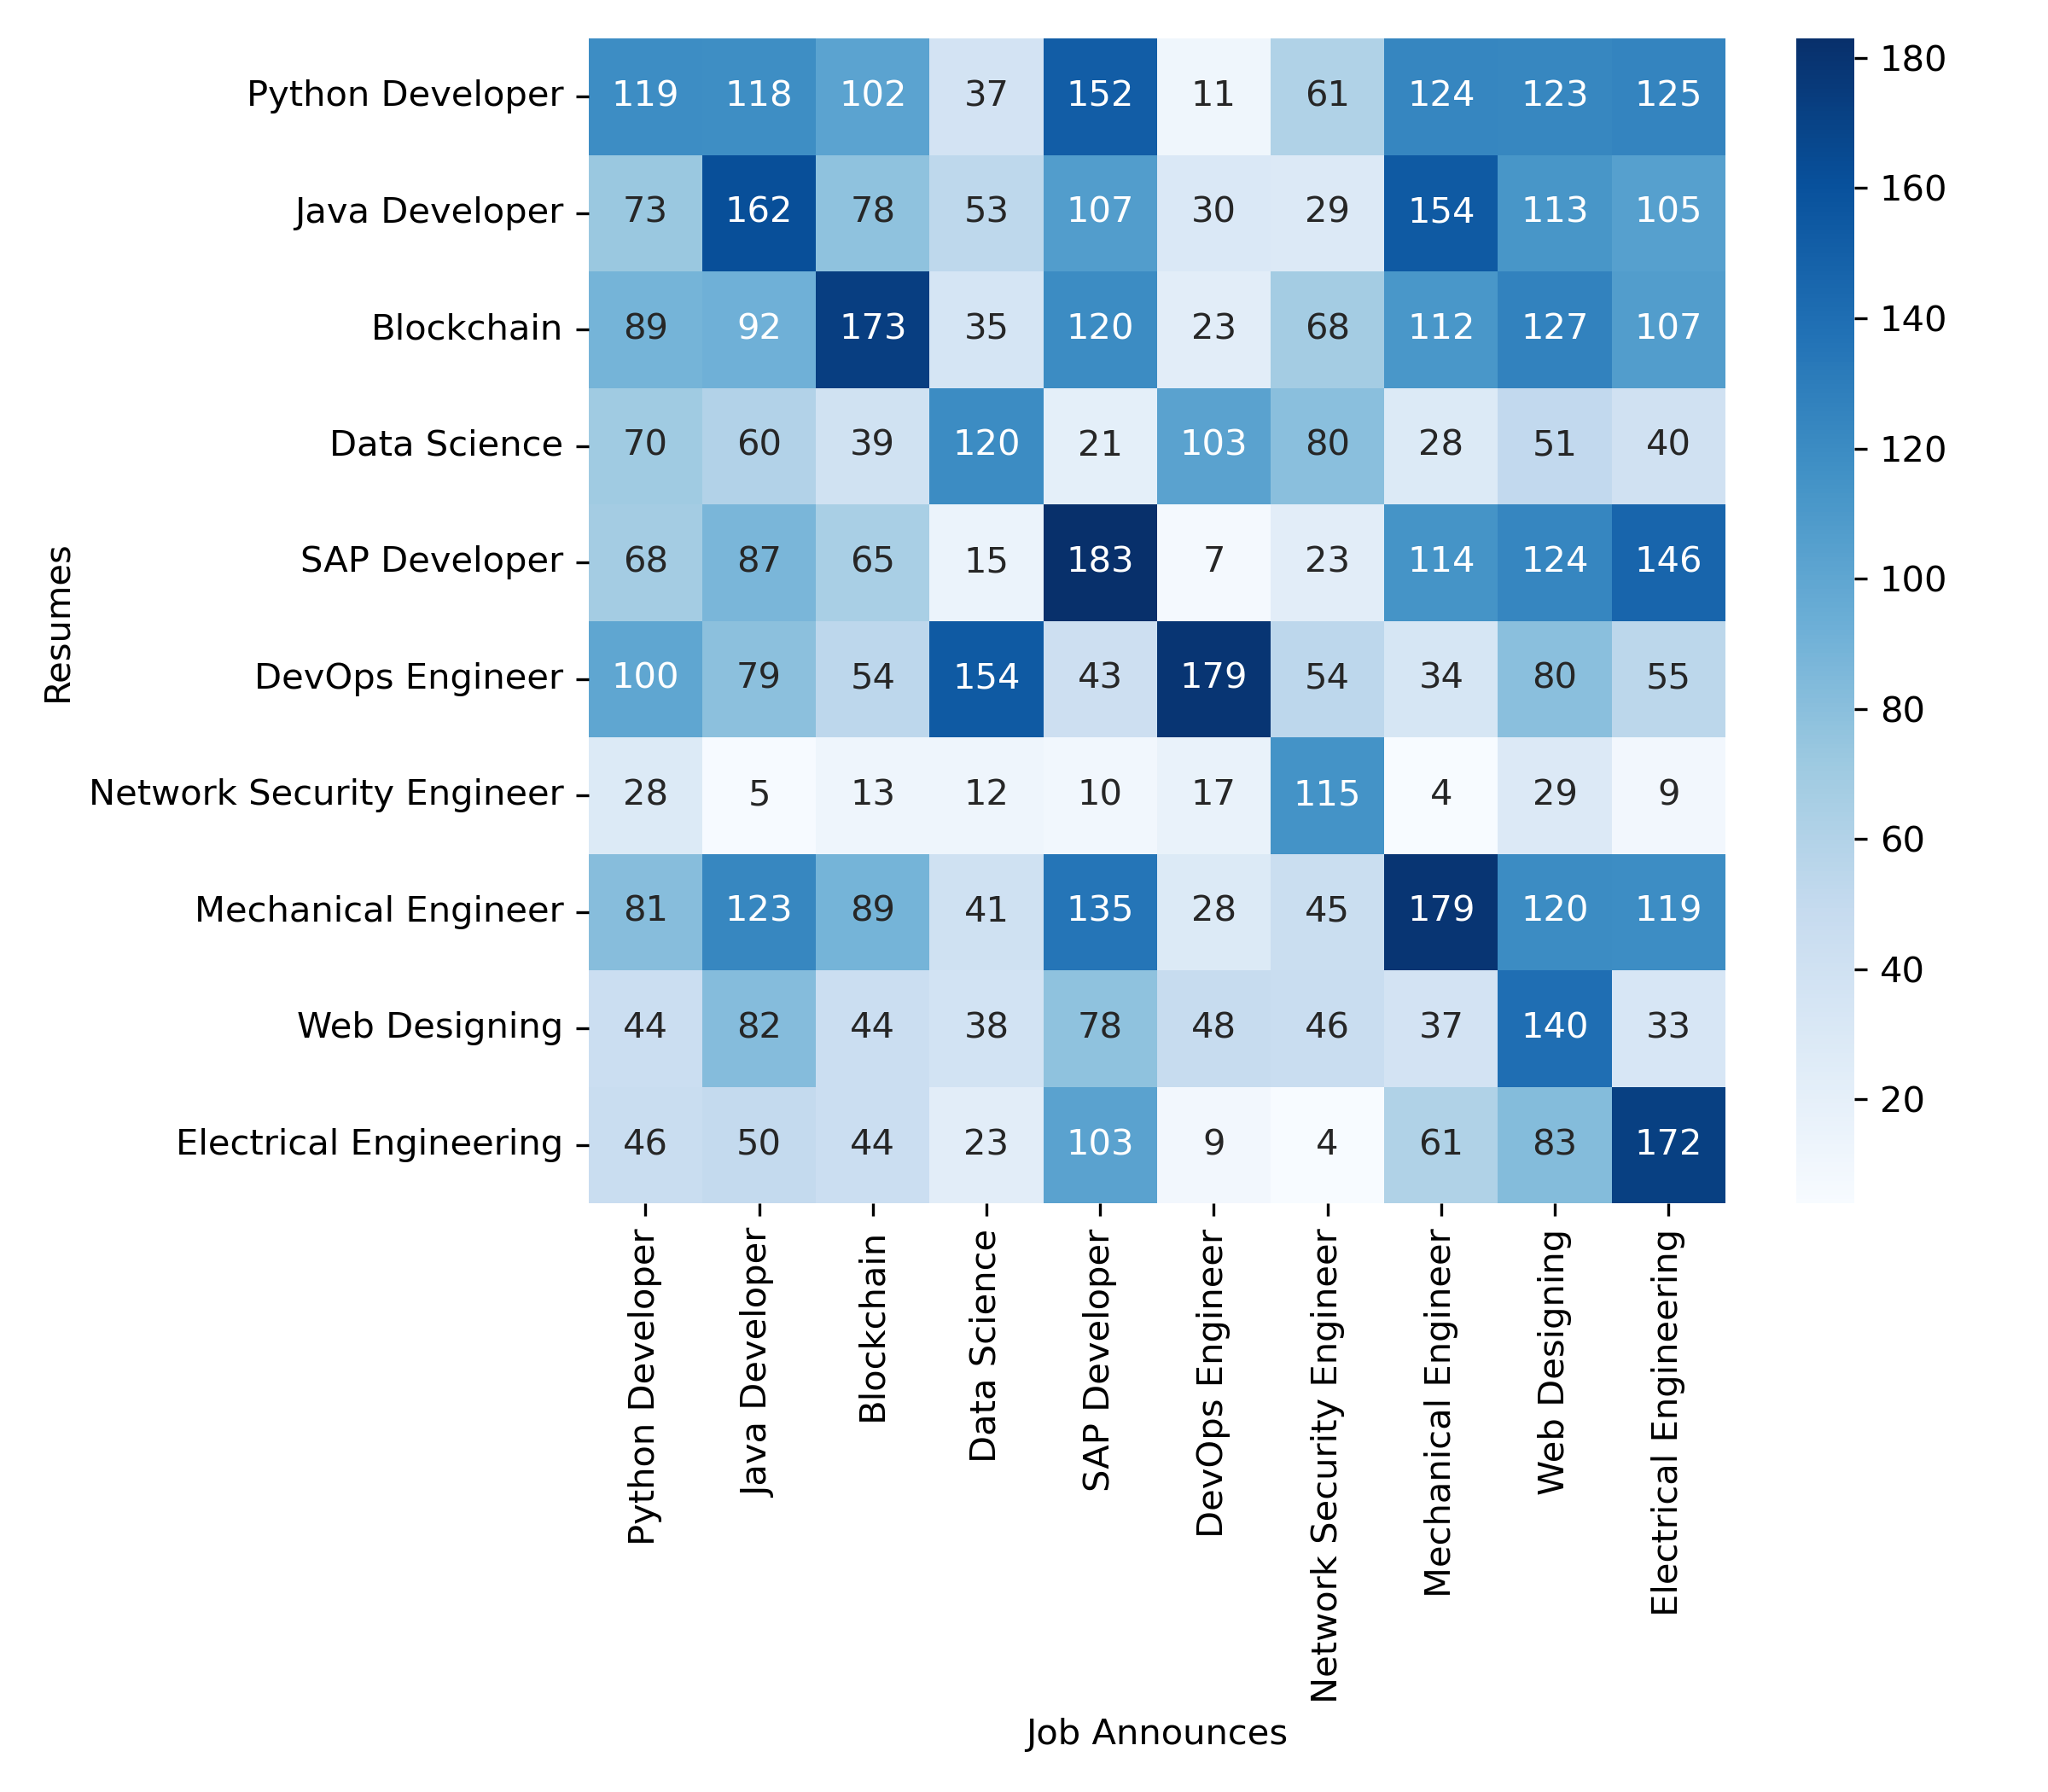 Python Developer 119 118 102 37 152 11 61 124 123 125 180
Java Developer 73 162 78 53 107 30 29 154 113 105 160
Blockchain 89 92 173 35 120 23 68 112 127 107 140
Data Science 70 60 39 120 21 103 80 28 51 40 120
SAP Developer 68 87 65 15 183 7 23 114 124 146 100
DevOps Engineer 100 79 54 154 43 179 54 34 80 55 80
Network Security Engineer 28 5 13 12 10 17 115 4 29 9 60
Mechanical Engineer 81 123 89 41 135 28 45 179 120 119 40
Web Designing 44 82 44 38 78 48 46 37 140 33 20
Electrical Engineering 46 50 44 23 103 9 4 61 83 172
Resumes
Python Developer
Java Developer
Blockchain
Data Science
SAP Developer
DevOps Engineer
Network Security Engineer
Mechanical Engineer
Web Designing
Electrical Engineering
Job Announces